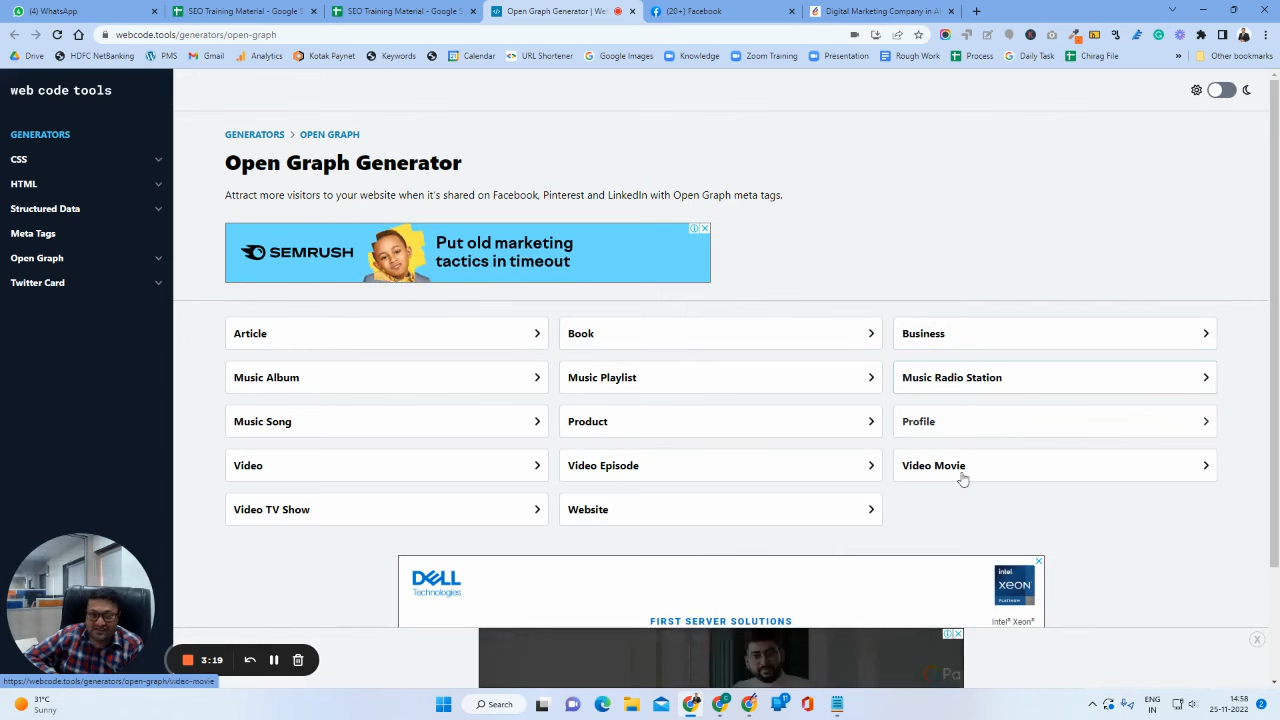 (4) WhatsApp
SEO Training Material - Google S
SEO Training Material - Google S
Open Graph Generator | We
(20+) Facebook
Digital Marketing Company in A
webcode.tools/generators/open-graph
Drive
HDFC NetBanking
PMS
Gmail
Analytics
Kotak Paynet
Keywords
Calendar
URL Shortener
Google Images
Knowledge
Zoom Training
Presentation
Rough Work
Process
Daily Task
Chirag File
»
Other bookmarks
web code tools
GENERATORS
CSS
HTML
Structured Data
Meta Tags
Open Graph
Twitter Card
GENERATORS > OPEN GRAPH
Open Graph Generator
Attract more visitors to your website when it's shared on Facebook, Pinterest and LinkedIn with Open Graph meta tags.
SEMRUSH
Put old marketing
tactics in timeout
Article
Book
Business
Music Album
Music Playlist
Music Radio Station
Music Song
Product
Profile
Video
Video Episode
Video Movie
Video TV Show
Website
DELL
Technologies
intel.
XEON
PLATINUM
FIRST SERVER SOLUTIONS
Intel® Xeon®
Pa
3:19
https://webcode.tools/generators/open-graph/video-movie
31°C
Sunny
Search
ENG
IN
14:58
25-11-2022
2